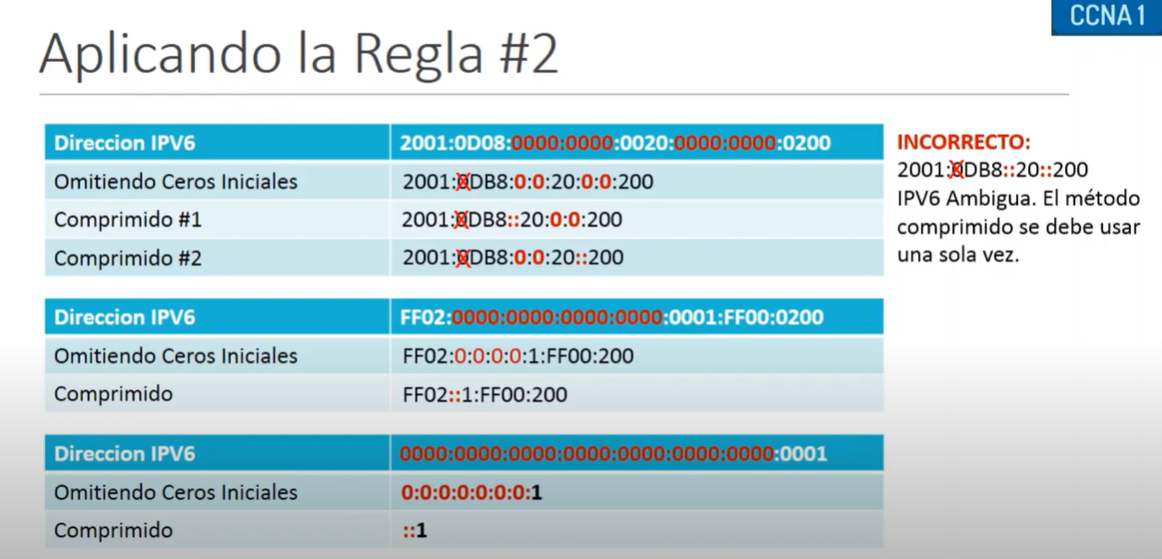 CCNA 1
Aplicando la Regla #2
Direccion IPV6 2001:0D08:0000:0000:0020:0000:0000:0200
Omitiendo Ceros Iniciales 2001:0DB8:0:0:20:0:0:200
Comprimido #1 2001:0DB8::20:0:0:200
Comprimido #2 2001:0DB8:0:0:20::200
INCORRECTO:
2001:0DB8::20::200
IPV6 Ambigua. El método
comprimido se debe usar
una sola vez.
Direccion IPV6 FF02:0000:0000:0000:0000:0001:FF00:0200
Omitiendo Ceros Iniciales FF02:0:0:0:0:1:FF00:200
Comprimido FF02::1:FF00:200
Direccion IPV6 0000:0000:0000:0000:0000:0000:0000:0001
Omitiendo Ceros Iniciales 0:0:0:0:0:0:0:1
Comprimido ::1